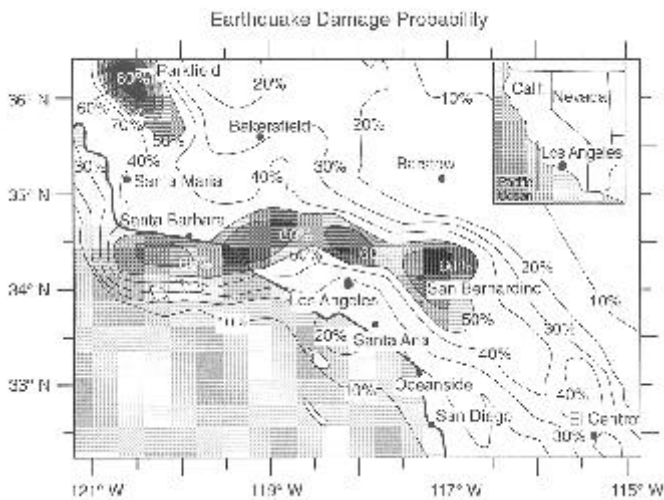 Earthquake Damage Probability
36° N
35° N
34° N
33° N
121° W
119° W
117° W
115° W
Parkfield
80%
20%
10%
60%
70%
50%
Bakersfield
20%
40%
30%
Barstow
Santa Maria
40%
Santa Barbara
20%
San Bernardino
10%
Los Angeles
50%
20%
Santa Ana
40%
40%
10%
Oceanside
San Diego
El Centro
30%
Calif.
Nevada
Los Angeles
Pacific
Ocean